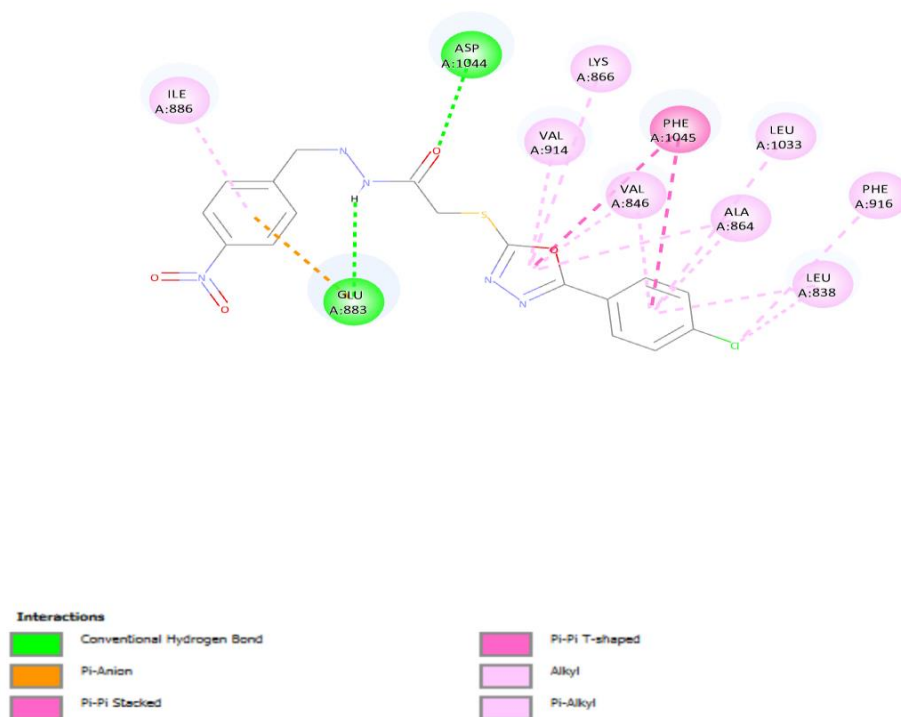 ASP
A:1044
LYS
A:866
ILE
A:886
VAL
A:914
PHE
A:1045
LEU
A:1033
VAL
A:846
ALA
A:864
PHE
A:916
LEU
A:838
GLU
A:883
N
N
H
O
S
O
N
N
O
N
O
Cl
Interactions
Conventional Hydrogen Bond
Pi-Anion
Pi-Pi Stacked
Pi-Pi T-shaped
Alkyl
Pi-Alkyl